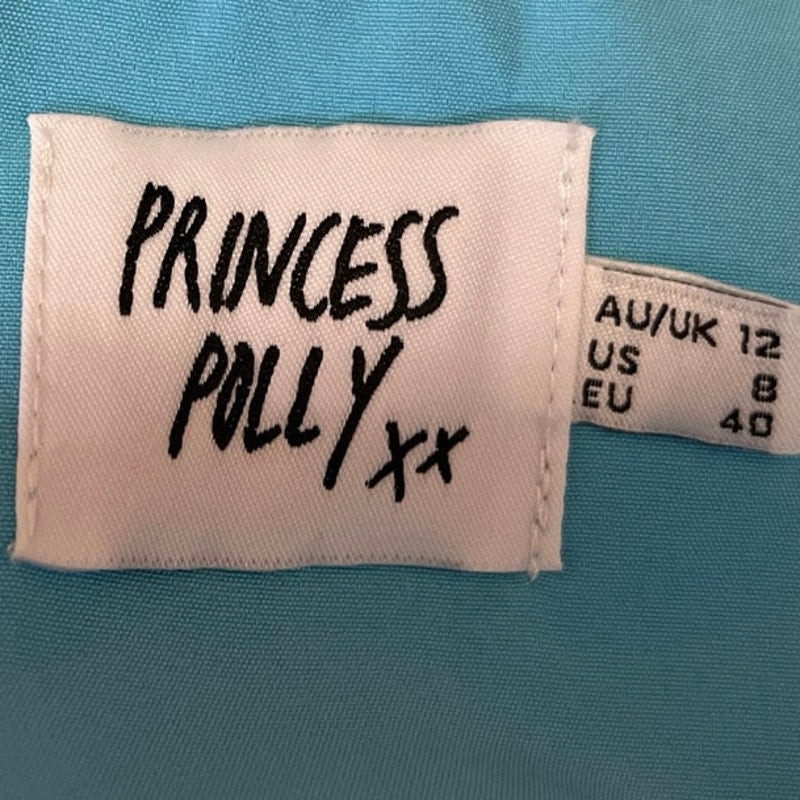 PRINCESS
POLLY xx
AU/UK 12
US 8
EU 40